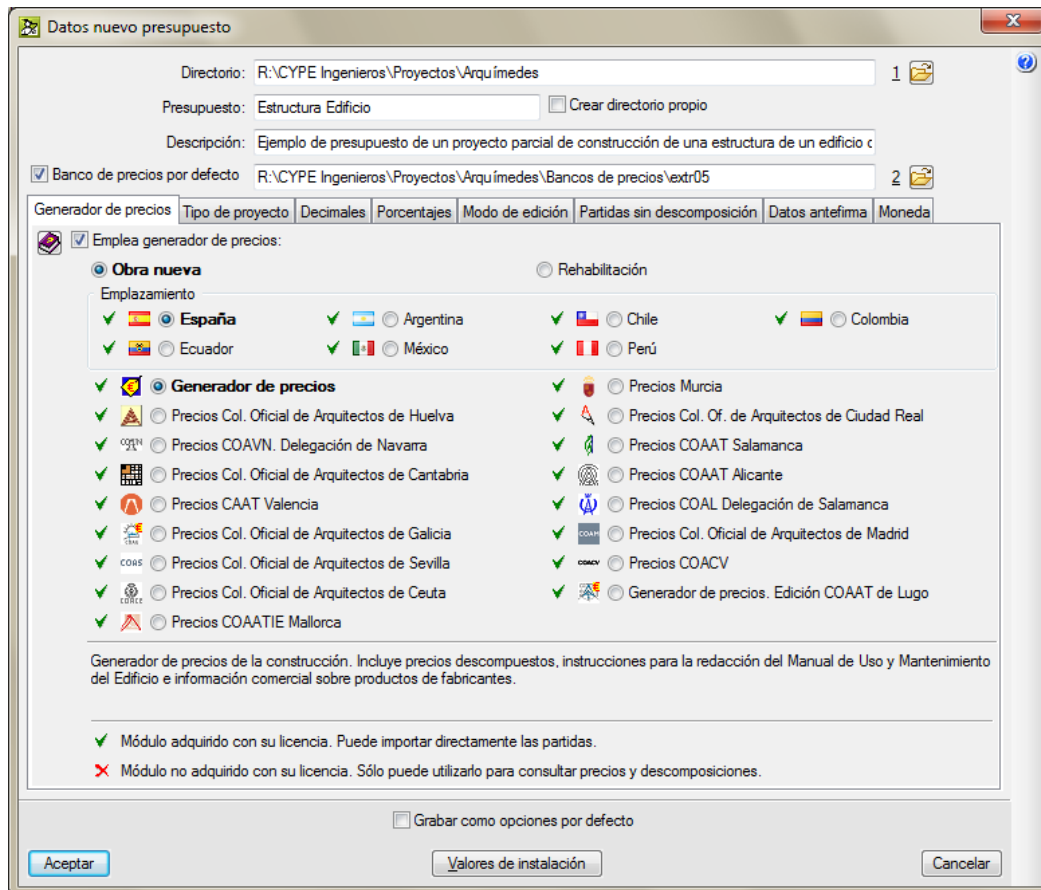 Datos nuevo presupuesto
Directorio: R:\CYPE Ingenieros\Proyectos\Arquímedes 1
Presupuesto: Estructura Edificio Crear directorio propio
Descripción: Ejemplo de presupuesto de un proyecto parcial de construcción de una estructura de un edificio
Banco de precios por defecto R:\CYPE Ingenieros\Proyectos\Arquímedes\Bancos de precios\extr05 2
Generador de precios Tipo de proyecto Decimales Porcentajes Modo de edición Partidas sin descomposición Datos antefirma Moneda
Emplea generador de precios:
Obra nueva Rehabilitación
Emplazamiento
España Argentina Chile Colombia
Ecuador México Perú
Generador de precios Precios Murcia
Precios Col. Oficial de Arquitectos de Huelva Precios Col. Of. de Arquitectos de Ciudad Real
Precios COAVN. Delegación de Navarra Precios COAAT Salamanca
Precios Col. Oficial de Arquitectos de Cantabria Precios COAAT Alicante
Precios CAAT Valencia Precios COAL Delegación de Salamanca
Precios Col. Oficial de Arquitectos de Galicia COAM Precios Col. Oficial de Arquitectos de Madrid
COAS Precios Col. Oficial de Arquitectos de Sevilla COACV Precios COACV
Precios Col. Oficial de Arquitectos de Ceuta Generador de precios. Edición COAAT de Lugo
Precios COAATIE Mallorca
Generador de precios de la construcción. Incluye precios descompuestos, instrucciones para la redacción del Manual de Uso y Mantenimiento
del Edificio e información comercial sobre productos de fabricantes.
Módulo adquirido con su licencia. Puede importar directamente las partidas.
Módulo no adquirido con su licencia. Sólo puede utilizarlo para consultar precios y descomposiciones.
Grabar como opciones por defecto
Aceptar Valores de instalación Cancelar